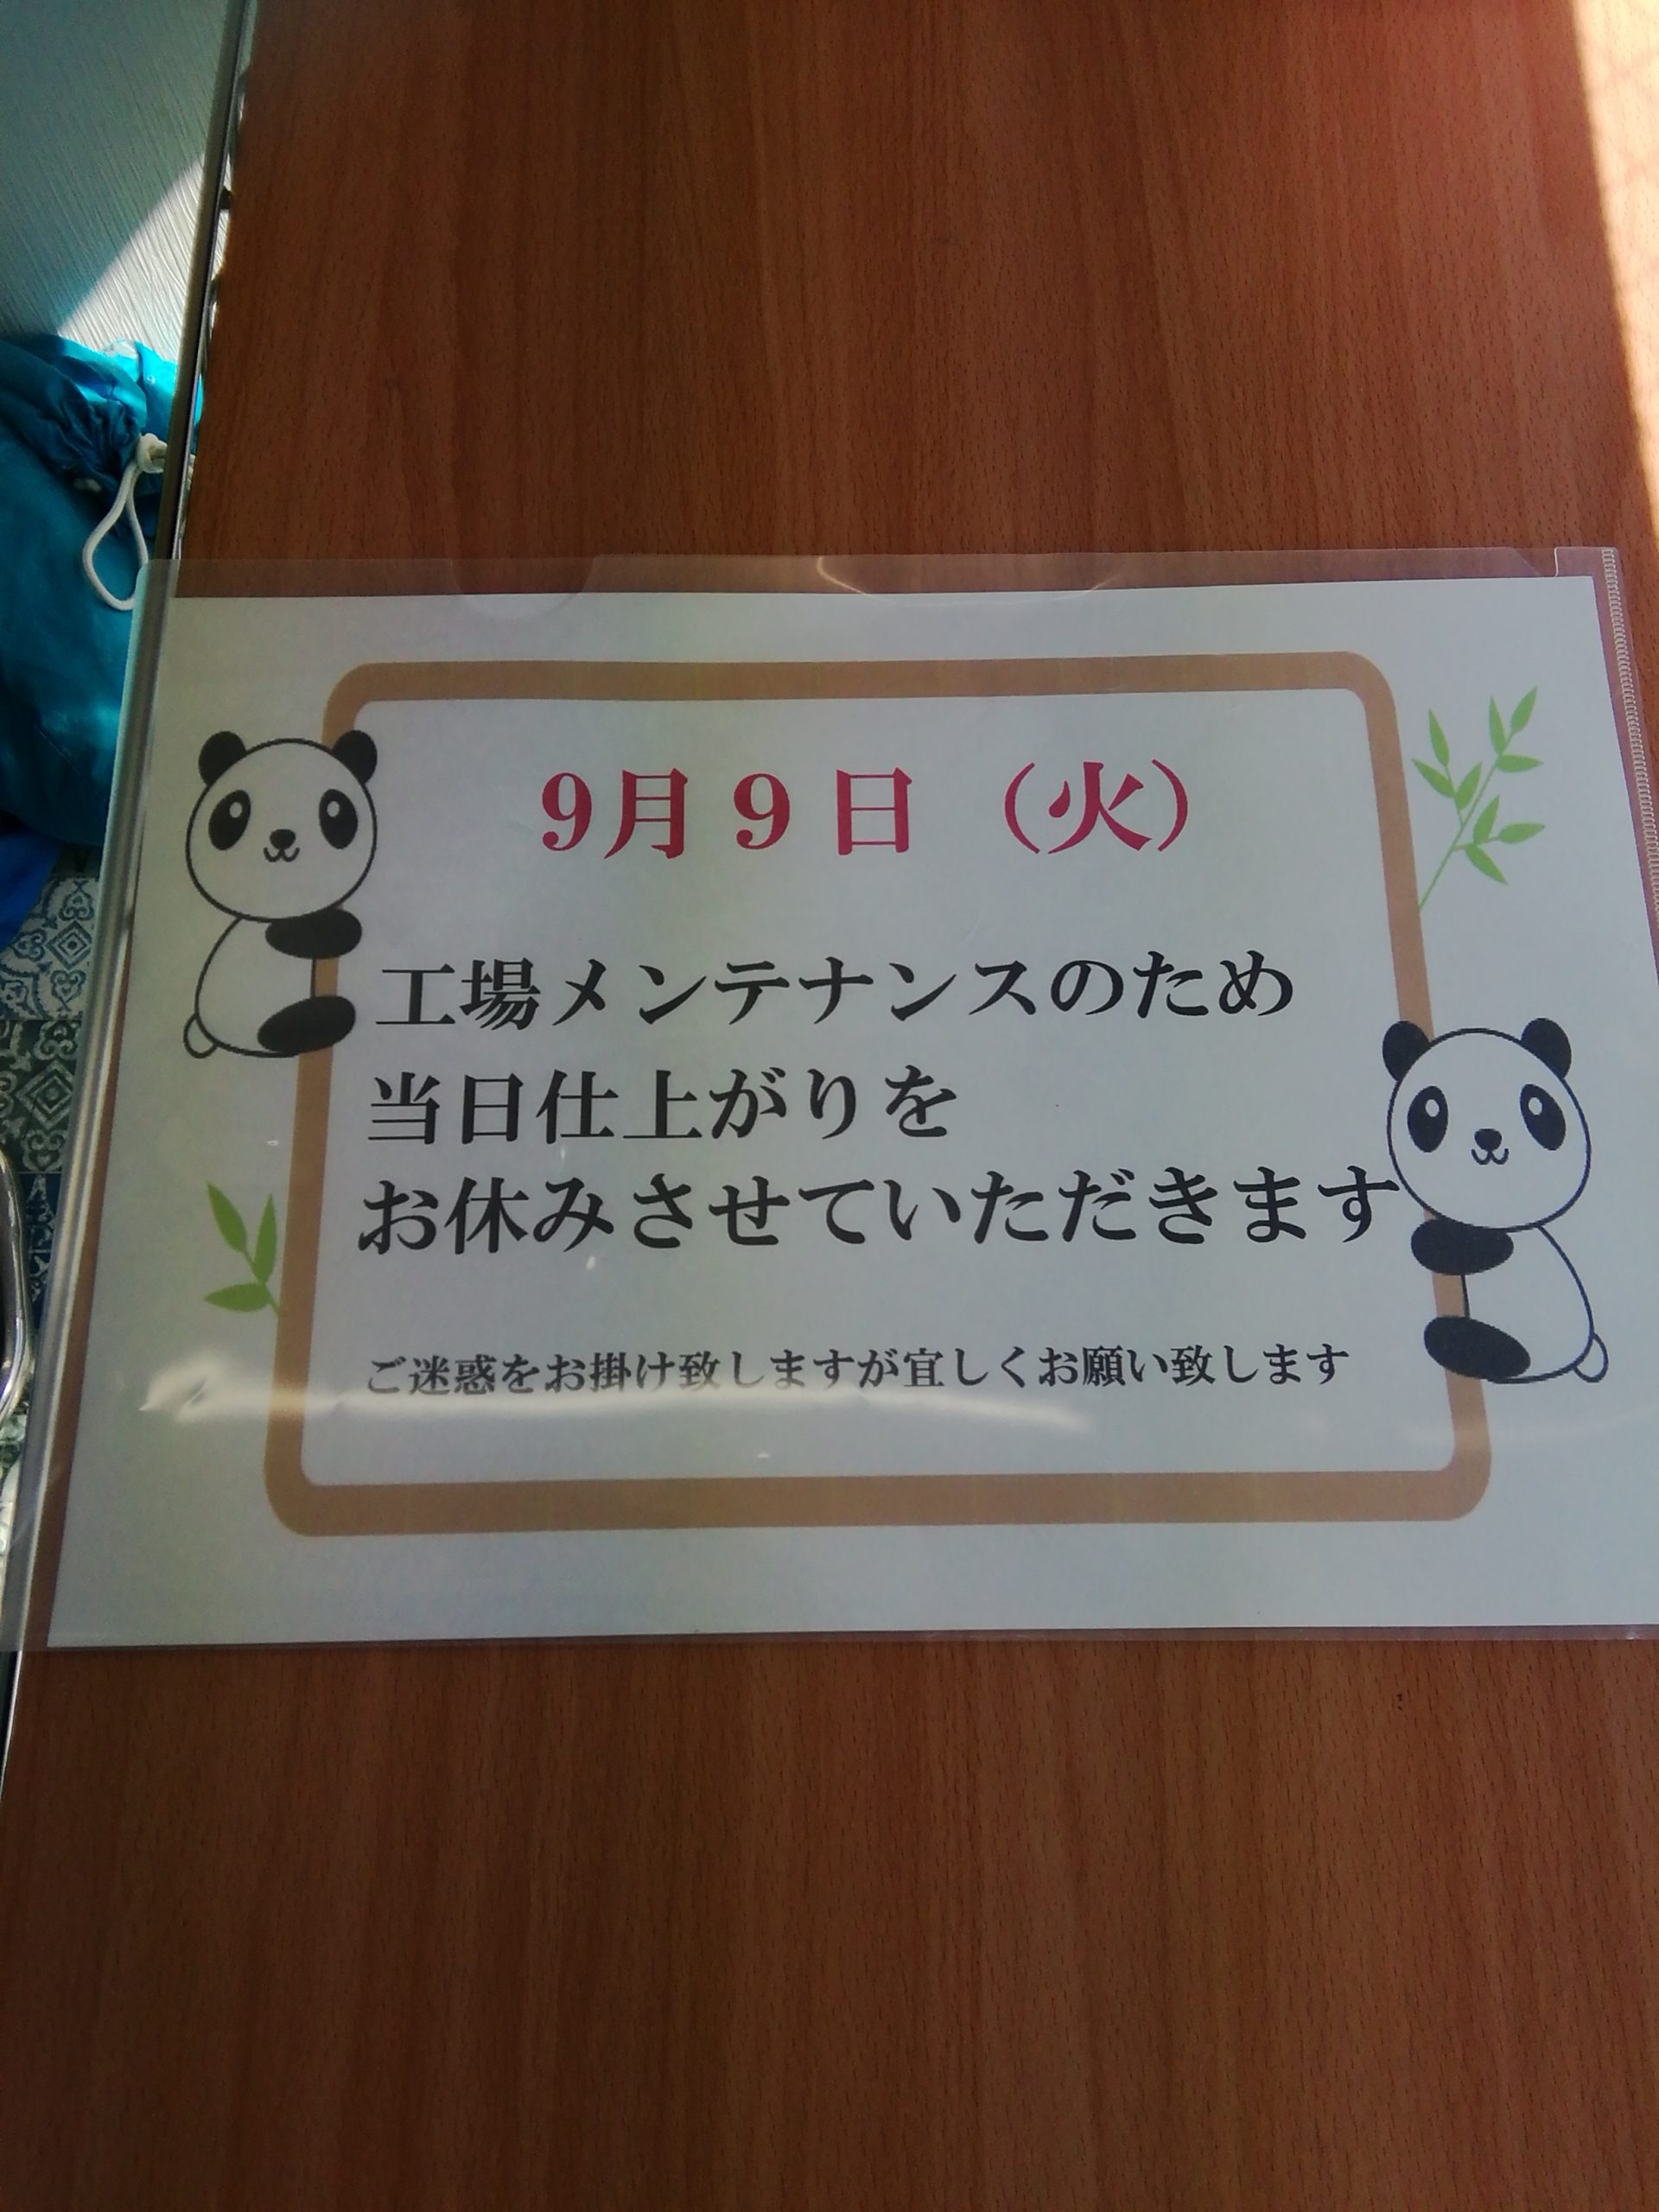 9月９日（火）
工場メンテナンスのため
当日仕上がりを
お休みさせていただきます
ご迷惑をお掛け致しますが宜しくお願い致します